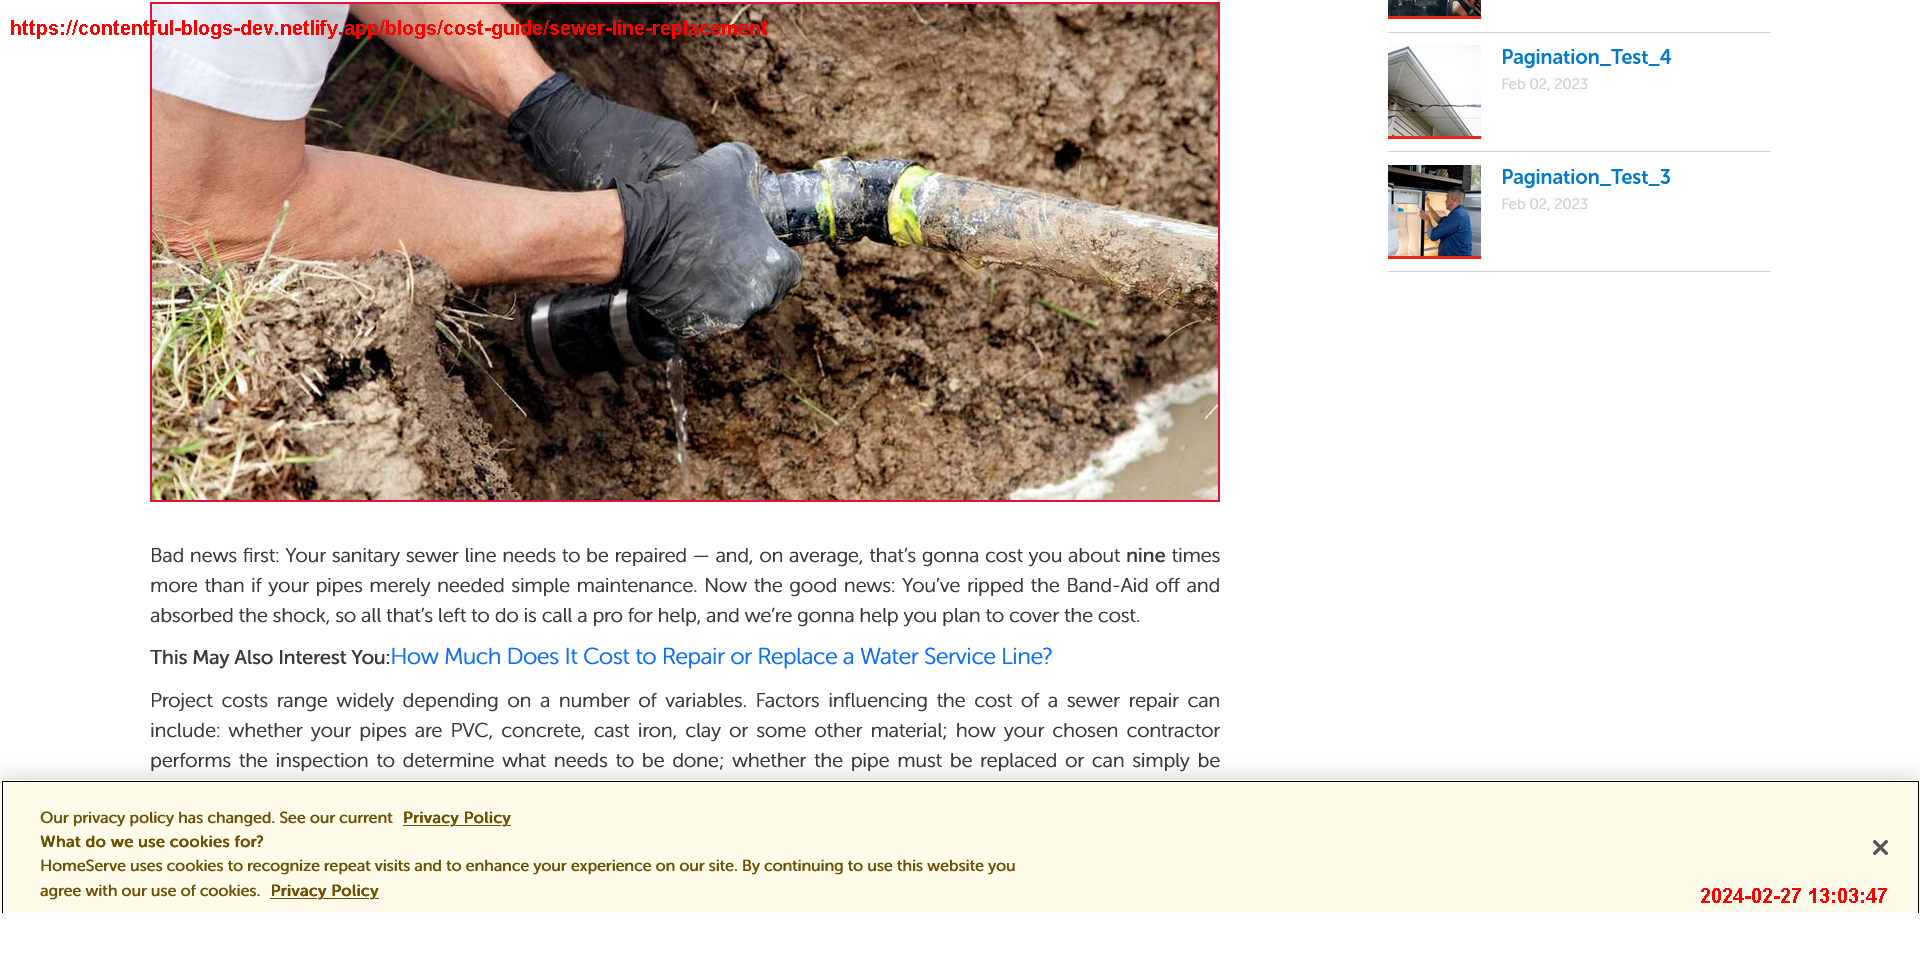 https://contentful-blogs-dev.netlify.app/blogs/cost-guide/sewer-line-replacement
Pagination_Test_4
Feb 02, 2023
Pagination_Test_3
Feb 02, 2023
Bad news first: Your sanitary sewer line needs to be repaired — and, on average, that's gonna cost you about nine times
more than if your pipes merely needed simple maintenance. Now the good news: You've ripped the Band-Aid off and
absorbed the shock, so all that's left to do is call a pro for help, and we're gonna help you plan to cover the cost.
This May Also Interest You:How Much Does It Cost to Repair or Replace a Water Service Line?
Project costs range widely depending on a number of variables. Factors influencing the cost of a sewer repair can
include: whether your pipes are PVC, concrete, cast iron, clay or some other material; how your chosen contractor
performs the inspection to determine what needs to be done; whether the pipe must be replaced or can simply be
Our privacy policy has changed. See our current Privacy Policy
What do we use cookies for?
HomeServe uses cookies to recognize repeat visits and to enhance your experience on our site. By continuing to use this website you
agree with our use of cookies. Privacy Policy
2024-02-27 13:03:47